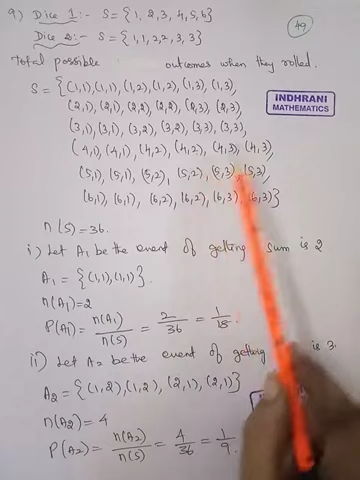 9) Dice 1:- S = {1, 2, 3, 4, 5, 6}
49
Dice 2:- S = {1, 1, 2, 2, 3, 3}
Total possible outcomes when they rolled.
S = {(1,1), (1,1), (1,2), (1,2), (1,3), (1,3),
INDHRANI
MATHEMATICS
(2,1), (2,1), (2,2), (2,2), (2,3), (2,3),
(3,1), (3,1), (3,2), (3,2), (3,3), (3,3),
(4,1), (4,1), (4,2), (4,2), (4,3), (4,3),
(5,1), (5,1), (5,2), (5,2), (5,3), (5,3),
(6,1), (6,1), (6,2), (6,2), (6,3), (6,3)}
n(S) = 36.
i) Let A1 be the event of getting sum is 2
A1 = {(1,1), (1,1)}.
n(A1) = 2
P(A1) = n(A1)/n(S) = 2/36 = 1/18.
ii) Let A2 be the event of getting is 3.
A2 = {(1,2), (1,2), (2,1), (2,1)}
n(A2) = 4
P(A2) = n(A2)/n(S) = 4/36 = 1/9.